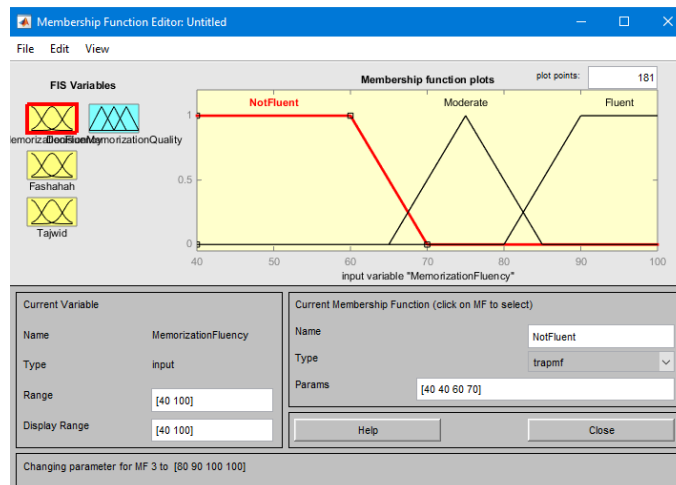 Membership Function Editor: Untitled
File Edit View
FIS Variables
Membership function plots
plot points: 181
NotFluent Moderate Fluent
MemorizationQuality
Fashahah
Tajwid
1
0.5
0
40 50 60 70 80 90 100
input variable "MemorizationFluency"
Current Variable
Name MemorizationFluency
Type input
Range [40 100]
Display Range [40 100]
Current Membership Function (click on MF to select)
Name NotFluent
Type trapmf
Params [40 40 60 70]
Help Close
Changing parameter for MF 3 to [80 90 100 100]